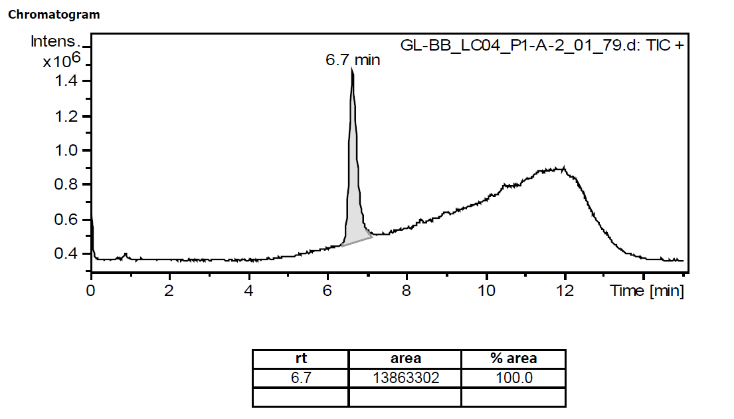 Chromatogram
Intens.
x10⁶
GL-BB_LC04_P1-A-2_01_79.d: TIC +
6.7 min
1.4
1.2
1.0
0.8
0.6
0.4
0 2 4 6 8 10 12 Time [min]
rt area % area
6.7 13863302 100.0